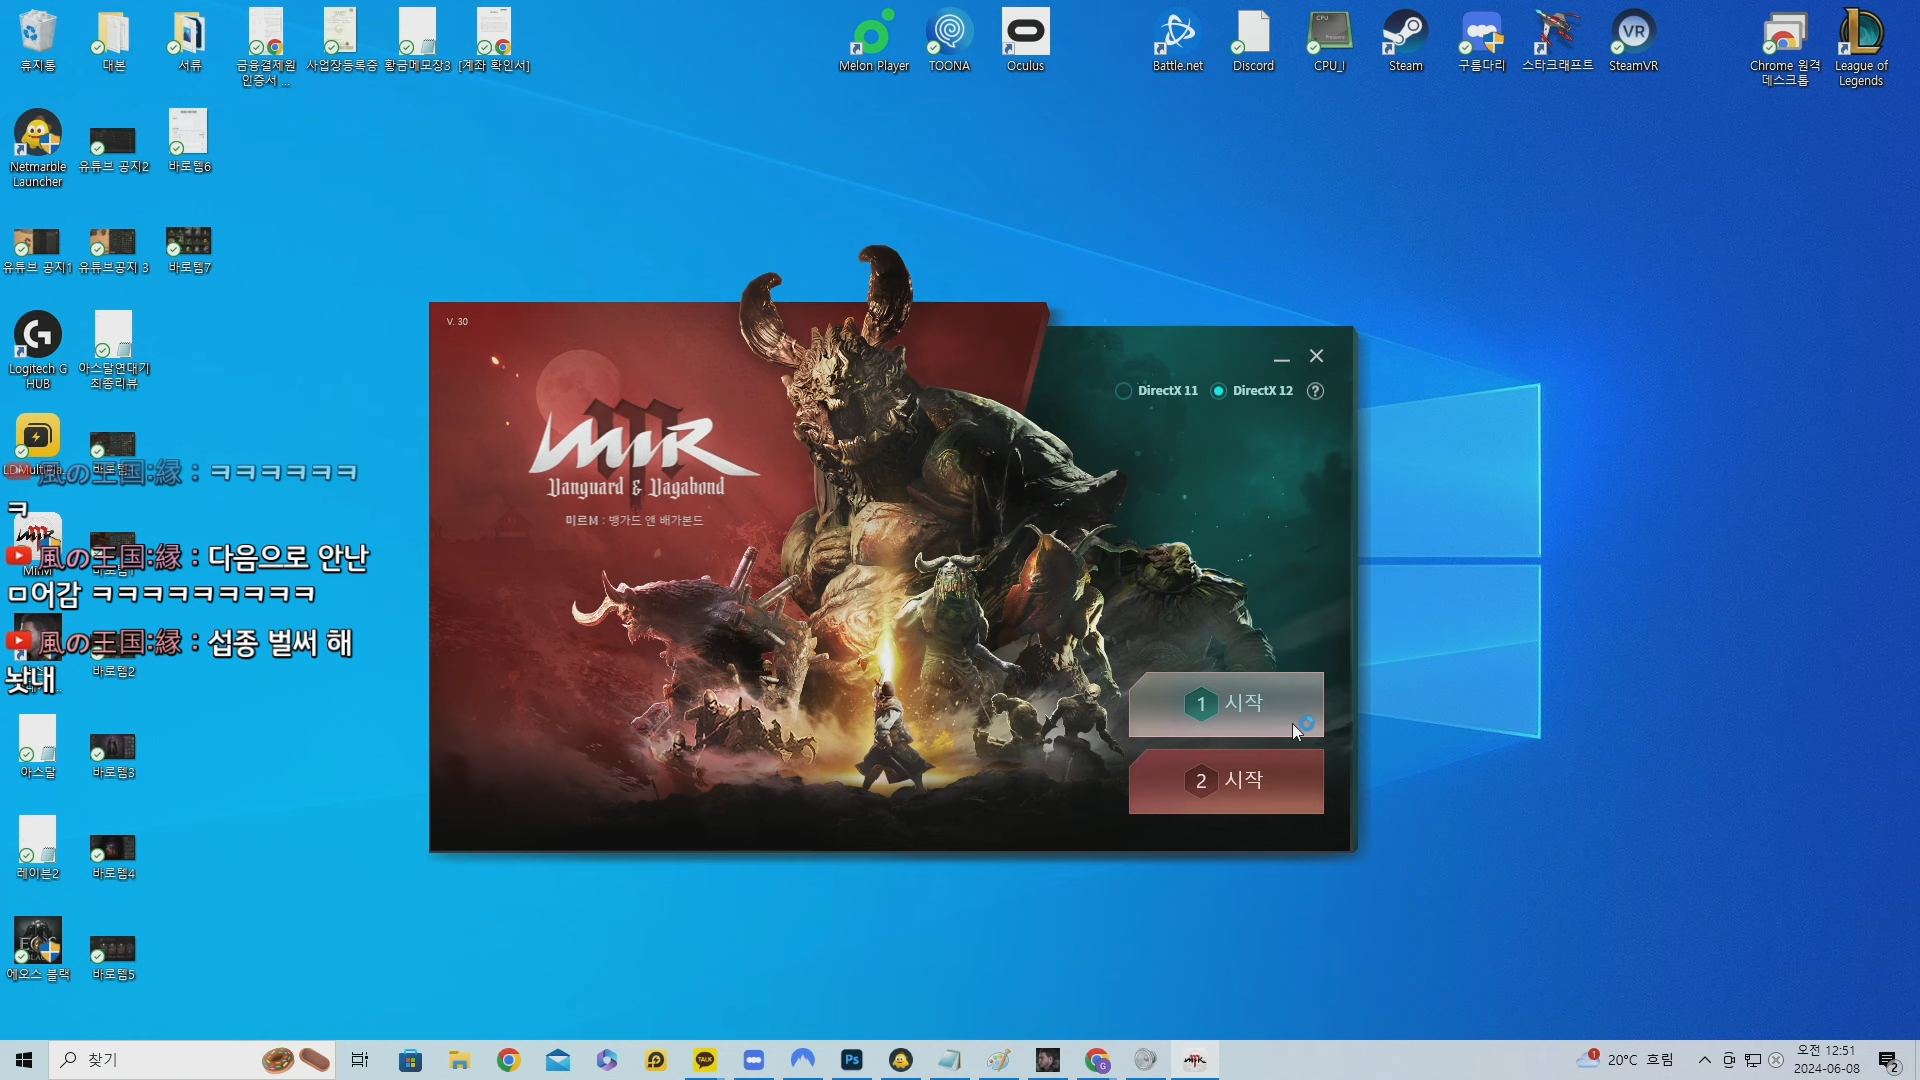 휴지통
대본
서류
금융결제원
인증서 ...
사업장등록증
황금메모장3
[계좌 확인서]
Melon Player
TOONA
Oculus
Battle.net
Discord
CPU_I
Steam
구름다리
스타크래프트
SteamVR
Chrome 원격
데스크톱
League of
Legends
Netmarble
Launcher
유튜브 공지2
바로템6
유튜브 공지1
유튜브공지 3
바로템7
Logitech G
HUB
아스달연대기
최종리뷰
風の王国:縁 : ㅋㅋㅋㅋㅋㅋ
ㅋ
風の王国:縁 : 다음으로 안난
ㅁ어감 ㅋㅋㅋㅋㅋㅋㅋㅋㅋ
風の王国:縁 : 섭종 벌써 해
놧내
바로템2
아스달
바로템3
레이븐2
바로템4
에오스 블랙
바로템5
V. 30
MIR
Vanguard & Vagabond
미르M : 뱅가드 앤 배가본드
DirectX 11
DirectX 12
?
1 시작
2 시작
찾기
TALK
Ps
20°C 흐림
오전 12:51
2024-06-08
2